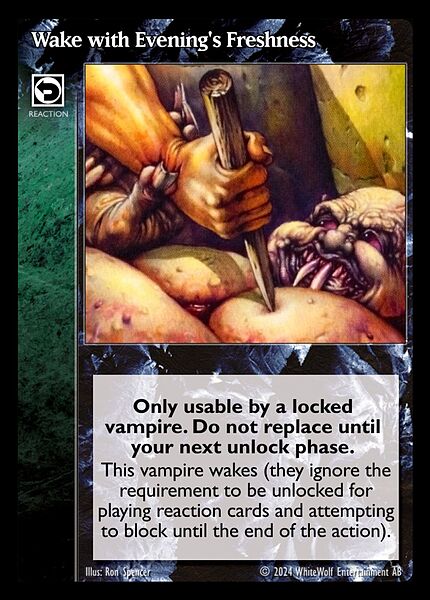 Wake with Evening's Freshness
REACTION
Only usable by a locked
vampire. Do not replace until
your next unlock phase.
This vampire wakes (they ignore the
requirement to be unlocked for
playing reaction cards and attempting
to block until the end of the action).
Illus: Ron Spencer
© 2024 WhiteWolf Entertainment AB